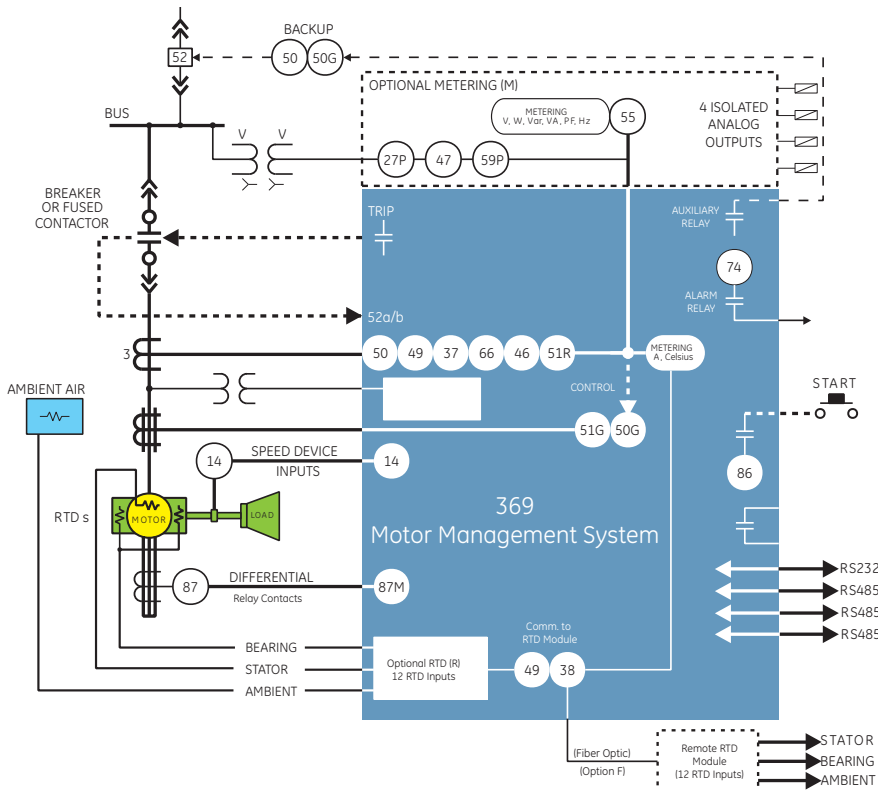 BACKUP
52
50
50G
OPTIONAL METERING (M)
METERING
V, W, Var, VA, PF, Hz
55
4 ISOLATED
ANALOG
OUTPUTS
BUS
V
V
27P
47
59P
BREAKER
OR FUSED
CONTACTOR
TRIP
AUXILIARY
RELAY
74
ALARM
RELAY
52a/b
3
50
49
37
66
46
51R
METERING
A, Celsius
CONTROL
START
AMBIENT AIR
51G
50G
14
SPEED DEVICE
INPUTS
14
86
RTD s
MOTOR
LOAD
369
Motor Management System
87
DIFFERENTIAL
Relay Contacts
87M
RS232
RS485
RS485
RS485
Comm. to
RTD Module
BEARING
STATOR
AMBIENT
Optional RTD (R)
12 RTD Inputs
49
38
(Fiber Optic)
(Option F)
Remote RTD
Module
(12 RTD Inputs)
STATOR
BEARING
AMBIENT